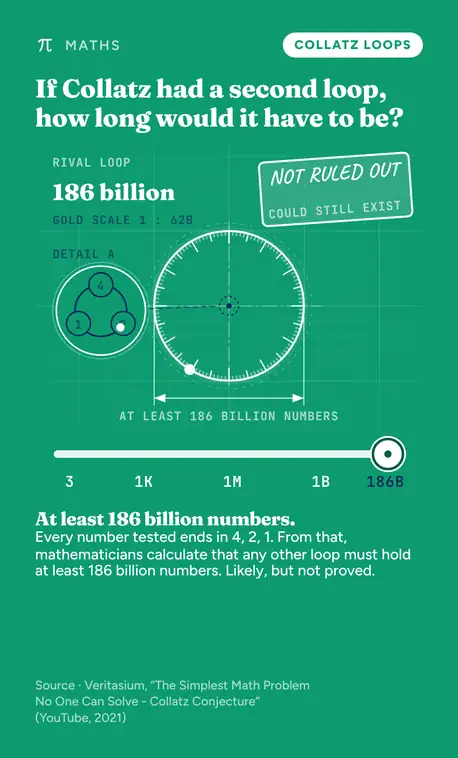 π MATHS
COLLATZ LOOPS
If Collatz had a second loop,
how long would it have to be?
RIVAL LOOP
186 billion
GOLD SCALE 1 : 628
NOT RULED OUT
COULD STILL EXIST
DETAIL A
4
1
AT LEAST 186 BILLION NUMBERS
3 1K 1M 1B 186B
At least 186 billion numbers.
Every number tested ends in 4, 2, 1. From that,
mathematicians calculate that any other loop must hold
at least 186 billion numbers. Likely, but not proved.
Source · Veritasium, “The Simplest Math Problem
No One Can Solve - Collatz Conjecture”
(YouTube, 2021)